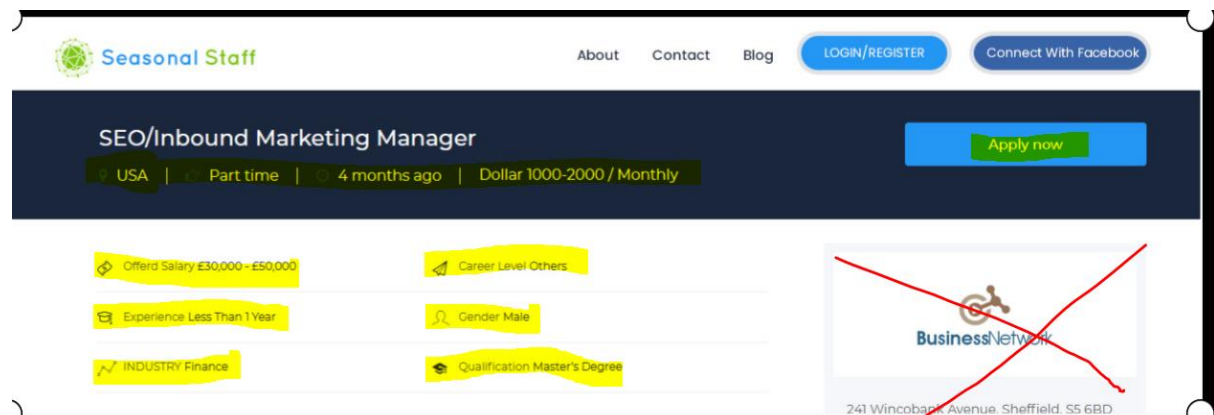 Seasonal Staff
About Contact Blog LOGIN/REGISTER Connect With Facebook
SEO/Inbound Marketing Manager
Apply now
USA | Part time | 4 months ago | Dollar 1000-2000 / Monthly
Offerd Salary £30,000 - £50,000
Career Level Others
Experience Less Than 1 Year
Gender Male
INDUSTRY Finance
Qualification Master's Degree
BusinessNetwork
241 Wincobank Avenue, Sheffield, S5 6BD